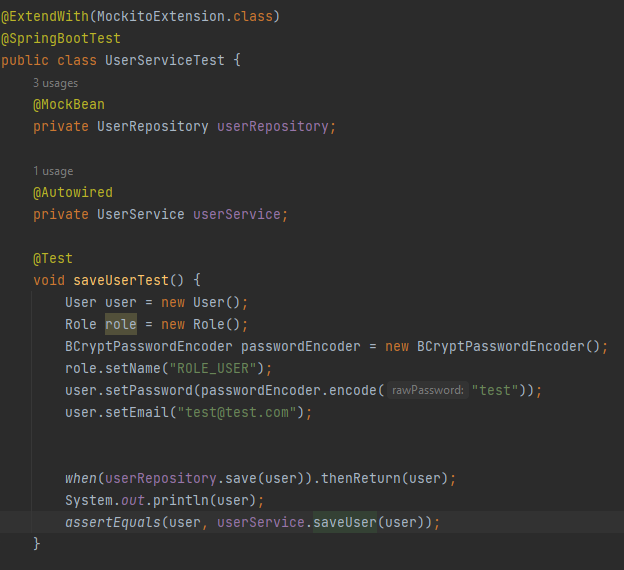 @ExtendWith(MockitoExtension.class)
@SpringBootTest
public class UserServiceTest {
3 usages
@MockBean
private UserRepository userRepository;
1 usage
@Autowired
private UserService userService;
@Test
void saveUserTest() {
User user = new User();
Role role = new Role();
BCryptPasswordEncoder passwordEncoder = new BCryptPasswordEncoder();
role.setName("ROLE_USER");
user.setPassword(passwordEncoder.encode( rawPassword: "test"));
user.setEmail("test@test.com");
when(userRepository.save(user)).thenReturn(user);
System.out.println(user);
assertEquals(user, userService.saveUser(user));
}